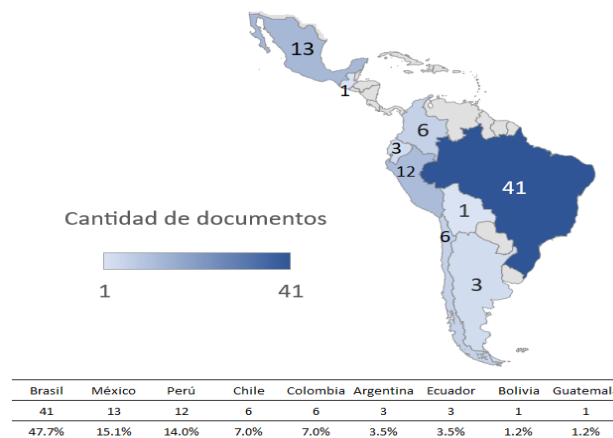 13
1
6
3
12
41
1
Cantidad de documentos
6
3
1 41
Brasil México Perú Chile Colombia Argentina Ecuador Bolivia Guatemala
41 13 12 6 6 3 3 1 1
47.7% 15.1% 14.0% 7.0% 7.0% 3.5% 3.5% 1.2% 1.2%